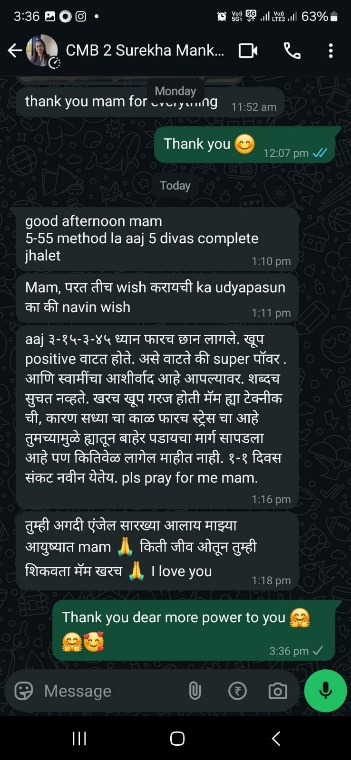 3:36
63%
CMB 2 Surekha Mank...
Monday
thank you mam for everything 11:52 am
Thank you 😊 12:07 pm
Today
good afternoon mam
5-55 method la aaj 5 divas complete
jhalet
1:10 pm
Mam, परत तीच wish करायची ka udyapasun
का की navin wish
1:11 pm
aaj ३-१५-३-४५ ध्यान फारच छान लागले. खूप
positive वाटत होते. असे वाटते की super पॉवर .
आणि स्वामींचा आशीर्वाद आहे आपल्यावर. शब्दच
सुचत नव्हते. खरच खूप गरज होती मॅम ह्या टेक्नीक
ची, कारण सध्या चा काळ फारच स्ट्रेस चा आहे
तुमच्यामुळे ह्यातून बाहेर पडायचा मार्ग सापडला
आहे पण कितिवेळ लागेल माहीत नाही. १-१ दिवस
संकट नवीन येतेय. pls pray for me mam.
1:16 pm
तुम्ही अगदी एंजेल सारख्या आलाय माझ्या
आयुष्यात mam 🙏 किती जीव ओतून तुम्ही
शिकवता मॅम खरच 🙏 I love you
1:18 pm
Thank you dear more power to you 🤗
🤗🥰
3:36 pm
Message